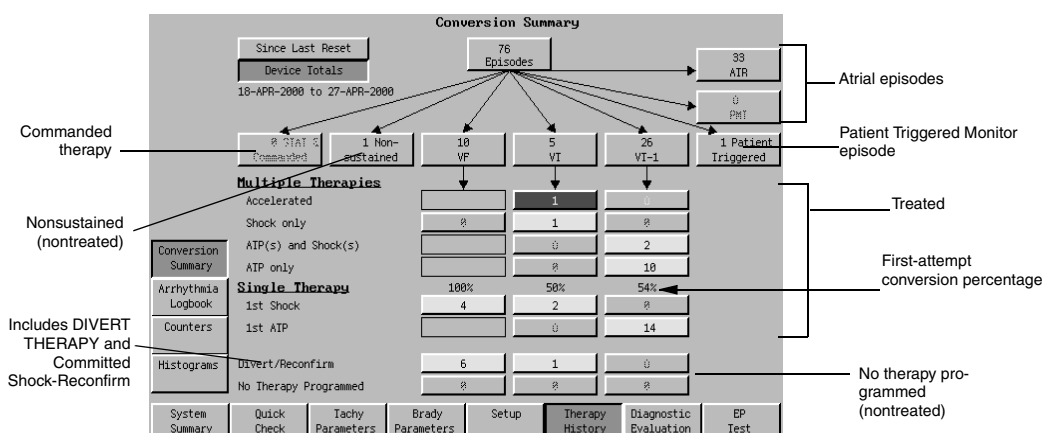 Conversion Summary
Since Last Reset
Device Totals
18-APR-2000 to 27-APR-2000
76
Episodes
33
ATR
0
PMT
Atrial episodes
Commanded
therapy
0 STAT &
Commanded
1 Non-
sustained
10
VF
5
VT
26
VT-1
1 Patient
Triggered
Patient Triggered Monitor
episode
Multiple Therapies
Accelerated 1 0
Shock only 0 1 0
ATP(s) and Shock(s) 0 2
ATP only 0 10
Single Therapy 100% 50% 54%
1st Shock 4 2 0
1st ATP 0 14
Divert/Reconfirm 6 1 0
No Therapy Programmed 0 0 0
Nonsustained
(nontreated)
Treated
First-attempt
conversion percentage
Conversion
Summary
Arrhythmia
Logbook
Counters
Histograms
Includes DIVERT
THERAPY and
Committed
Shock-Reconfirm
No therapy pro-
grammed
(nontreated)
System
Summary
Quick
Check
Tachy
Parameters
Brady
Parameters
Setup
Therapy
History
Diagnostic
Evaluation
EP
Test